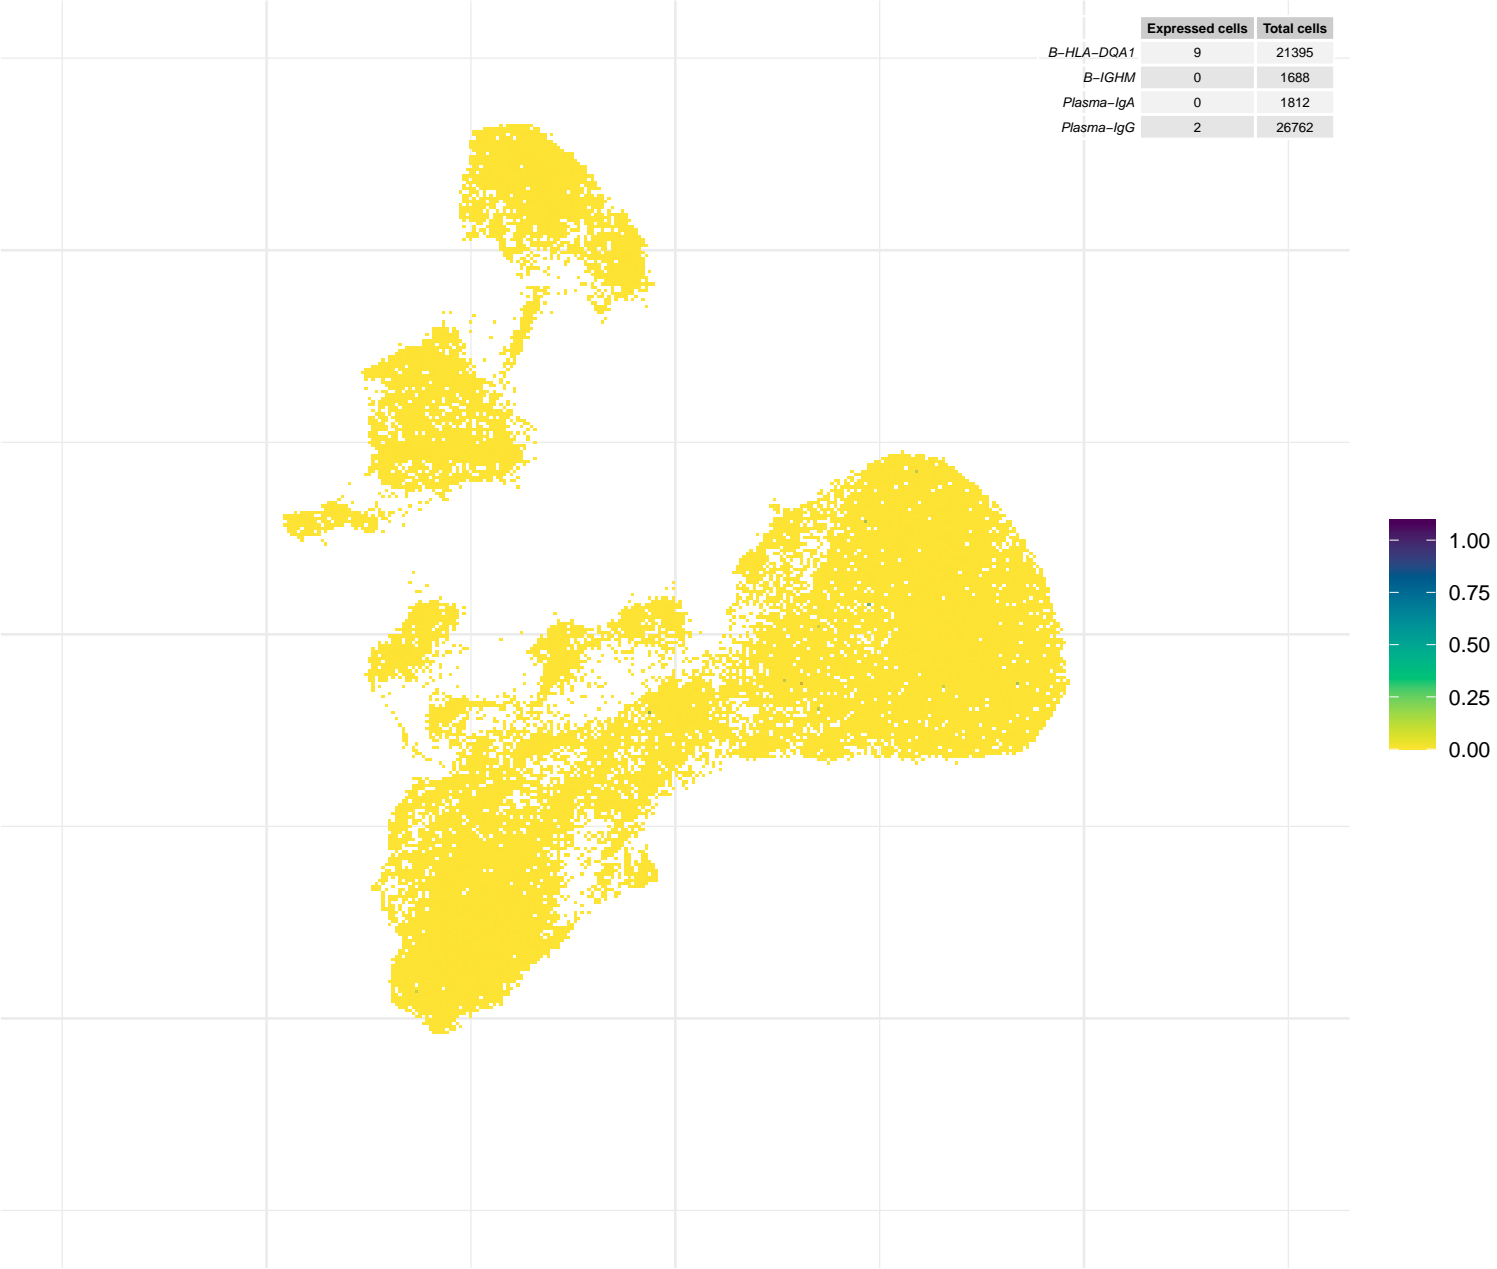 Expressed cells Total cells
B−HLA−DQA1 9 21395
B−IGHM 0 1688
Plasma−IgA 0 1812
Plasma−IgG 2 26762
1.00
0.75
0.50
0.25
0.00